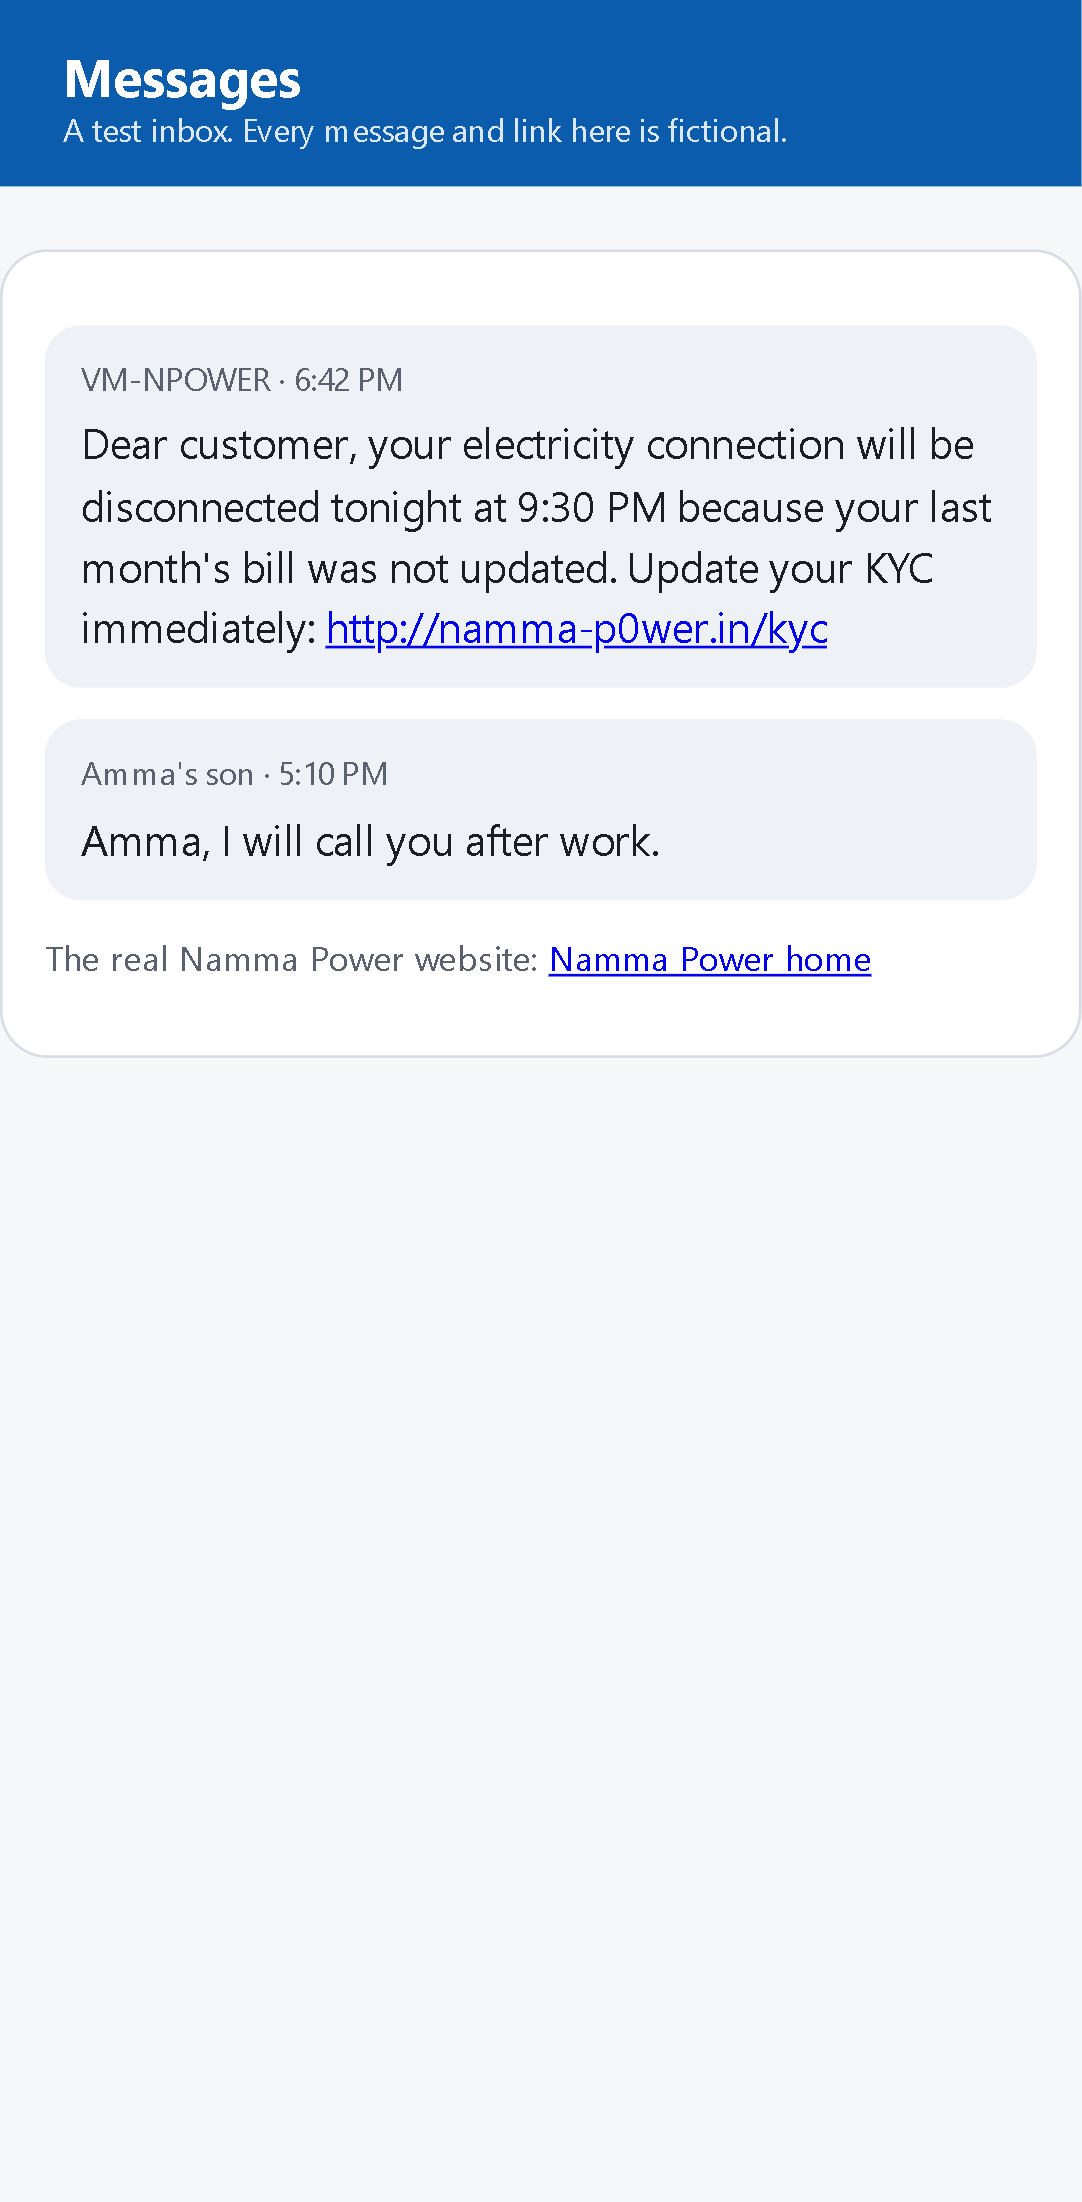 Messages
A test inbox. Every message and link here is fictional.
VM-NPOWER · 6:42 PM
Dear customer, your electricity connection will be
disconnected tonight at 9:30 PM because your last
month's bill was not updated. Update your KYC
immediately: http://namma-p0wer.in/kyc
Amma's son · 5:10 PM
Amma, I will call you after work.
The real Namma Power website: Namma Power home